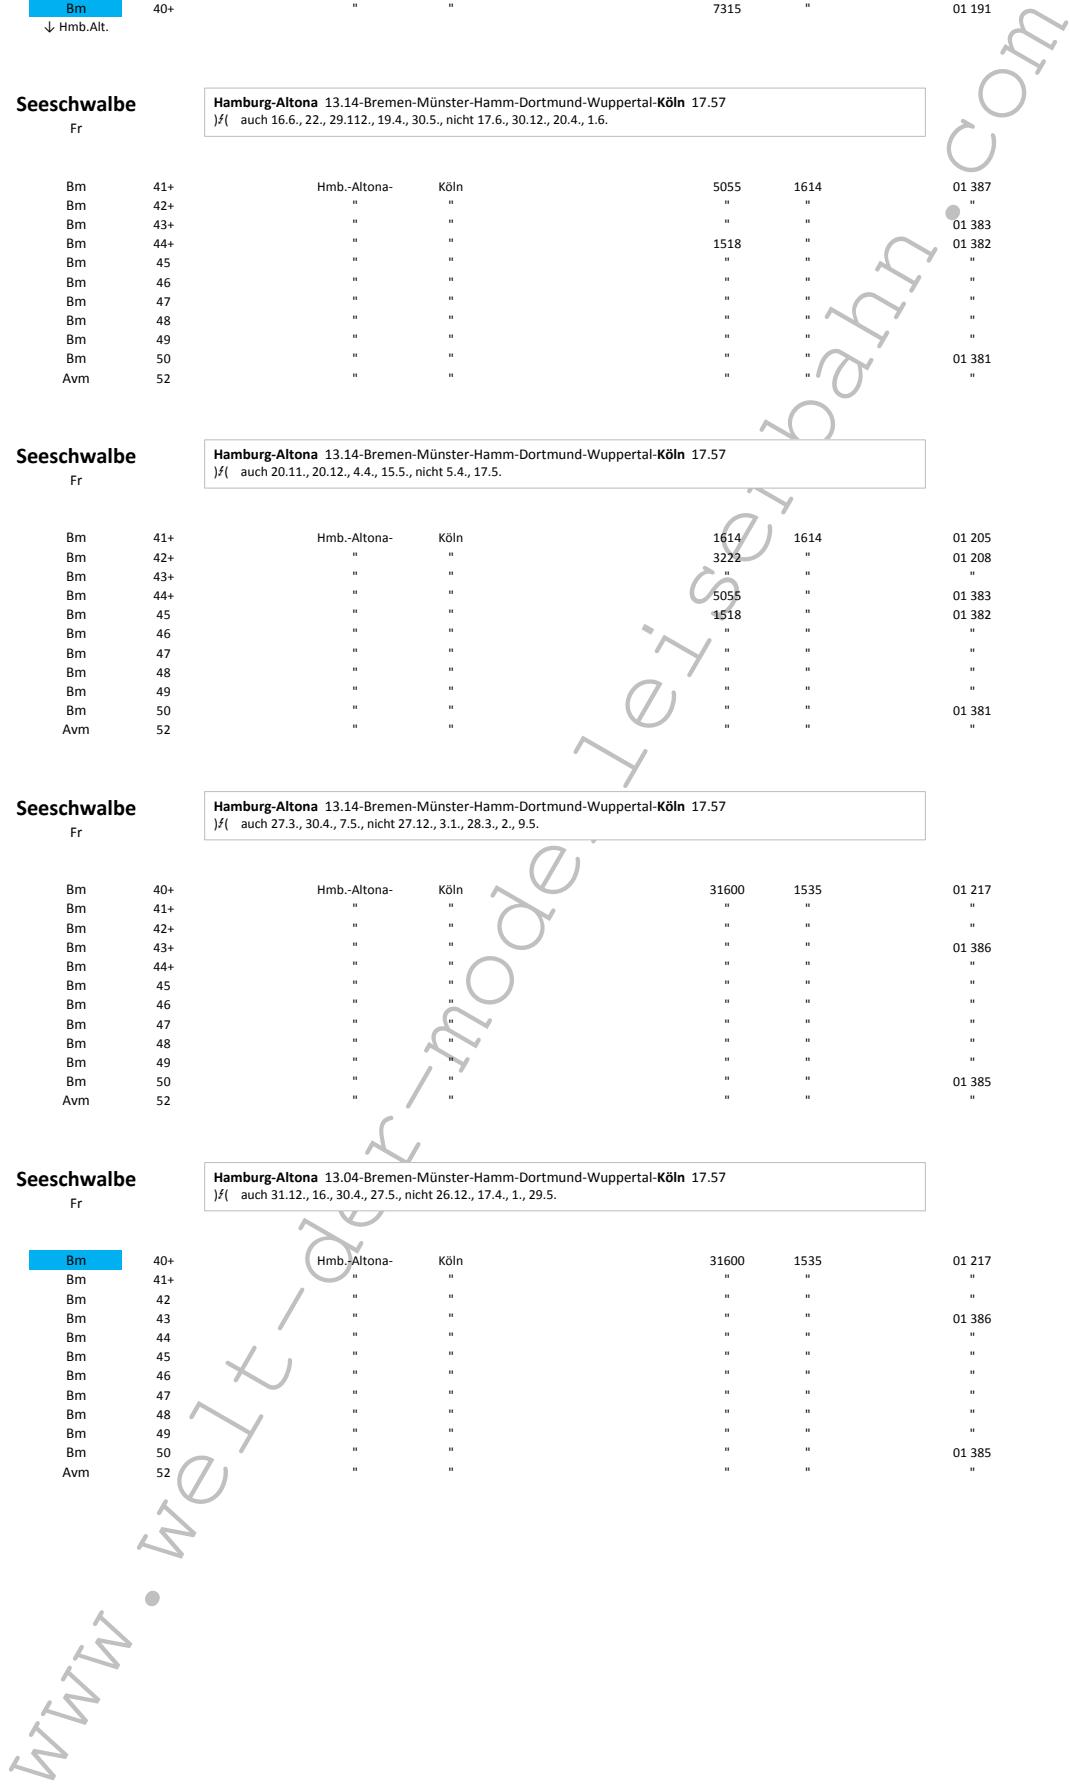 Bm 40+ " " 7315 " 01 191
↓ Hmb.Alt.
Seeschwalbe
Fr
Hamburg-Altona 13.14-Bremen-Münster-Hamm-Dortmund-Wuppertal-Köln 17.57
)⚡( auch 16.6., 22., 29.112., 19.4., 30.5., nicht 17.6., 30.12., 20.4., 1.6.
Bm 41+ Hmb.-Altona- Köln 5055 1614 01 387
Bm 42+ " " " " "
Bm 43+ " " " " 01 383
Bm 44+ " " 1518 " 01 382
Bm 45 " " " " "
Bm 46 " " " " "
Bm 47 " " " " "
Bm 48 " " " " "
Bm 49 " " " " "
Bm 50 " " " " 01 381
Avm 52 " " " " "
Seeschwalbe
Fr
Hamburg-Altona 13.14-Bremen-Münster-Hamm-Dortmund-Wuppertal-Köln 17.57
)⚡( auch 20.11., 20.12., 4.4., 15.5., nicht 5.4., 17.5.
Bm 41+ Hmb.-Altona- Köln 1614 1614 01 205
Bm 42+ " " 3222 " 01 208
Bm 43+ " " " " "
Bm 44+ " " 5055 " 01 383
Bm 45 " " 1518 " 01 382
Bm 46 " " " " "
Bm 47 " " " " "
Bm 48 " " " " "
Bm 49 " " " " "
Bm 50 " " " " 01 381
Avm 52 " " " " "
Seeschwalbe
Fr
Hamburg-Altona 13.14-Bremen-Münster-Hamm-Dortmund-Wuppertal-Köln 17.57
)⚡( auch 27.3., 30.4., 7.5., nicht 27.12., 3.1., 28.3., 2., 9.5.
Bm 40+ Hmb.-Altona- Köln 31600 1535 01 217
Bm 41+ " " " " "
Bm 42+ " " " " "
Bm 43+ " " " " 01 386
Bm 44+ " " " " "
Bm 45 " " " " "
Bm 46 " " " " "
Bm 47 " " " " "
Bm 48 " " " " "
Bm 49 " " " " "
Bm 50 " " " " 01 385
Avm 52 " " " " "
Seeschwalbe
Fr
Hamburg-Altona 13.04-Bremen-Münster-Hamm-Dortmund-Wuppertal-Köln 17.57
)⚡( auch 31.12., 16., 30.4., 27.5., nicht 26.12., 17.4., 1., 29.5.
Bm 40+ Hmb.-Altona- Köln 31600 1535 01 217
Bm 41+ " " " " "
Bm 42 " " " " "
Bm 43 " " " " 01 386
Bm 44 " " " " "
Bm 45 " " " " "
Bm 46 " " " " "
Bm 47 " " " " "
Bm 48 " " " " "
Bm 49 " " " " "
Bm 50 " " " " 01 385
Avm 52 " " " " "
www.welt-der-modelleisenbahn.com